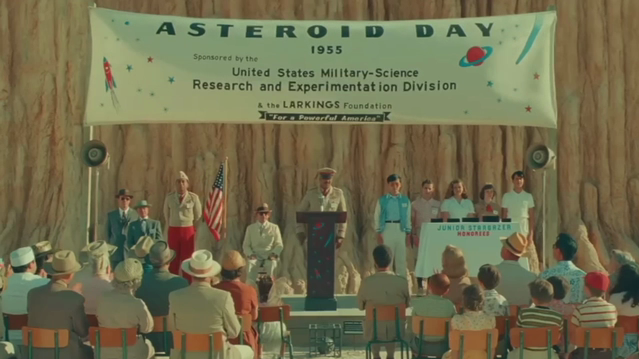 ASTEROID DAY
1955
Sponsored by the
United States Military-Science
Research and Experimentation Division
& the LARKINGS Foundation
"For a Powerful America"
JUNIOR STARGAZER
HONOREES